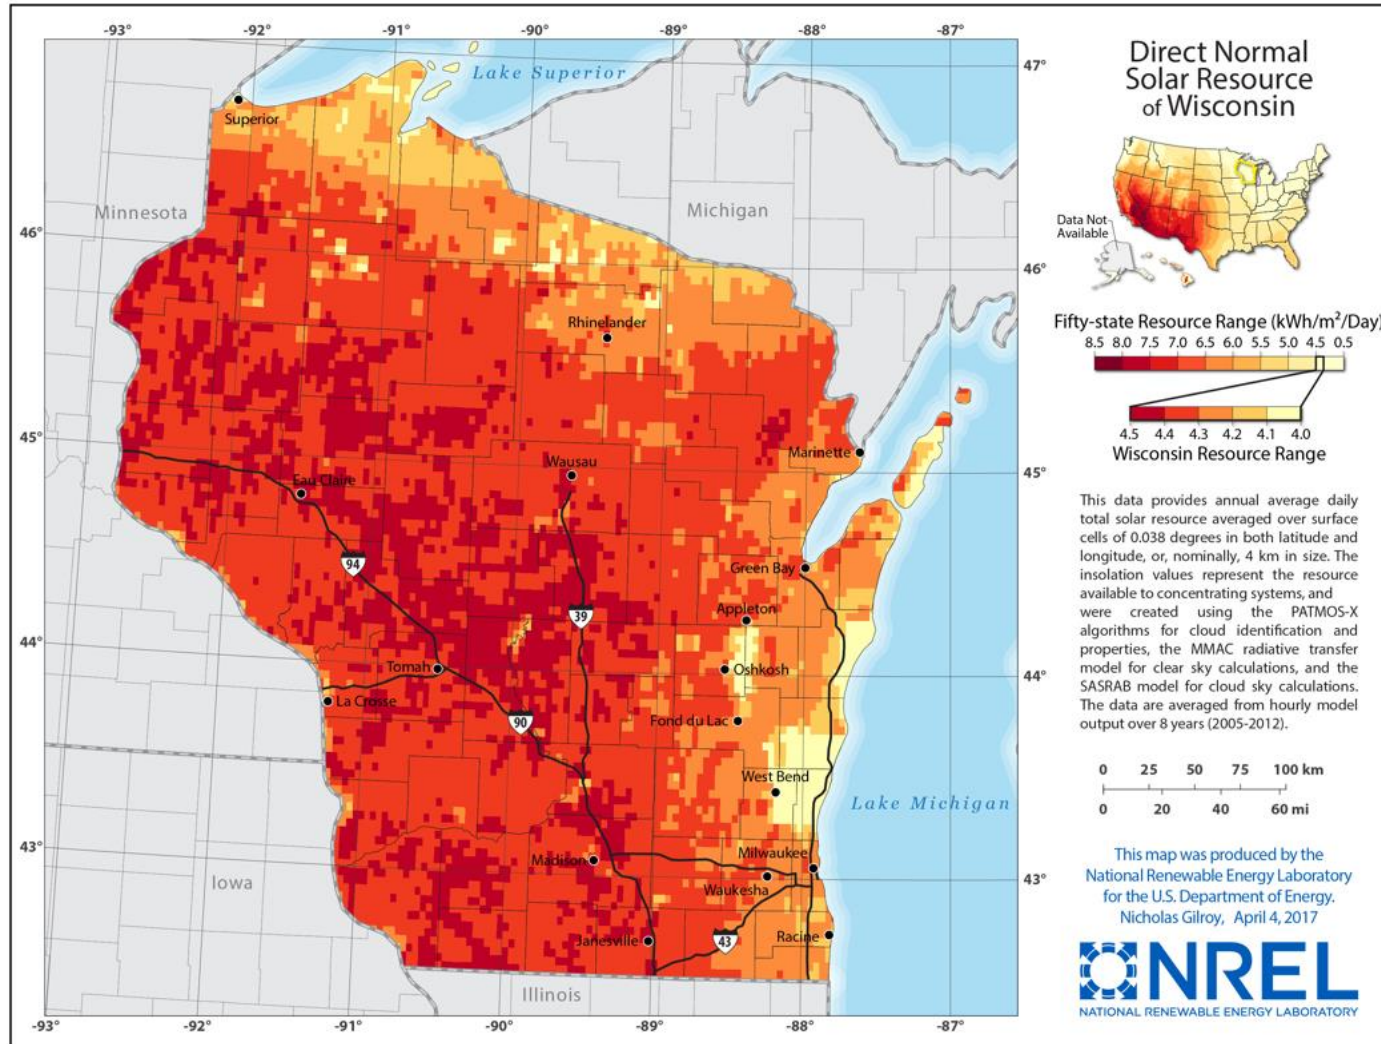 -93°
-92°
-91°
-90°
-89°
-88°
-87°
47°
Lake Superior
Superior
Minnesota
Michigan
46°
46°
Rhinelander
45°
45°
Marinette
Wausau
Eau Claire
94
Green Bay
39
Appleton
44°
44°
Tomah
Oshkosh
La Crosse
90
Fond du Lac
West Bend
Lake Michigan
43°
43°
Madison
Milwaukee
Waukesha
Iowa
Janesville
43
Racine
Illinois
-93°
-92°
-91°
-90°
-89°
-88°
-87°
Direct Normal
Solar Resource
of Wisconsin
Data Not
Available
Fifty-state Resource Range (kWh/m²/Day)
8.5 8.0 7.5 7.0 6.5 6.0 5.5 5.0 4.5 0.5
4.5 4.4 4.3 4.2 4.1 4.0
Wisconsin Resource Range
This data provides annual average daily
total solar resource averaged over surface
cells of 0.038 degrees in both latitude and
longitude, or, nominally, 4 km in size. The
insolation values represent the resource
available to concentrating systems, and
were created using the PATMOS-X
algorithms for cloud identification and
properties, the MMAC radiative transfer
model for clear sky calculations, and the
SASRAB model for cloud sky calculations.
The data are averaged from hourly model
output over 8 years (2005-2012).
0 25 50 75 100 km
0 20 40 60 mi
This map was produced by the
National Renewable Energy Laboratory
for the U.S. Department of Energy.
Nicholas Gilroy, April 4, 2017
NREL
NATIONAL RENEWABLE ENERGY LABORATORY